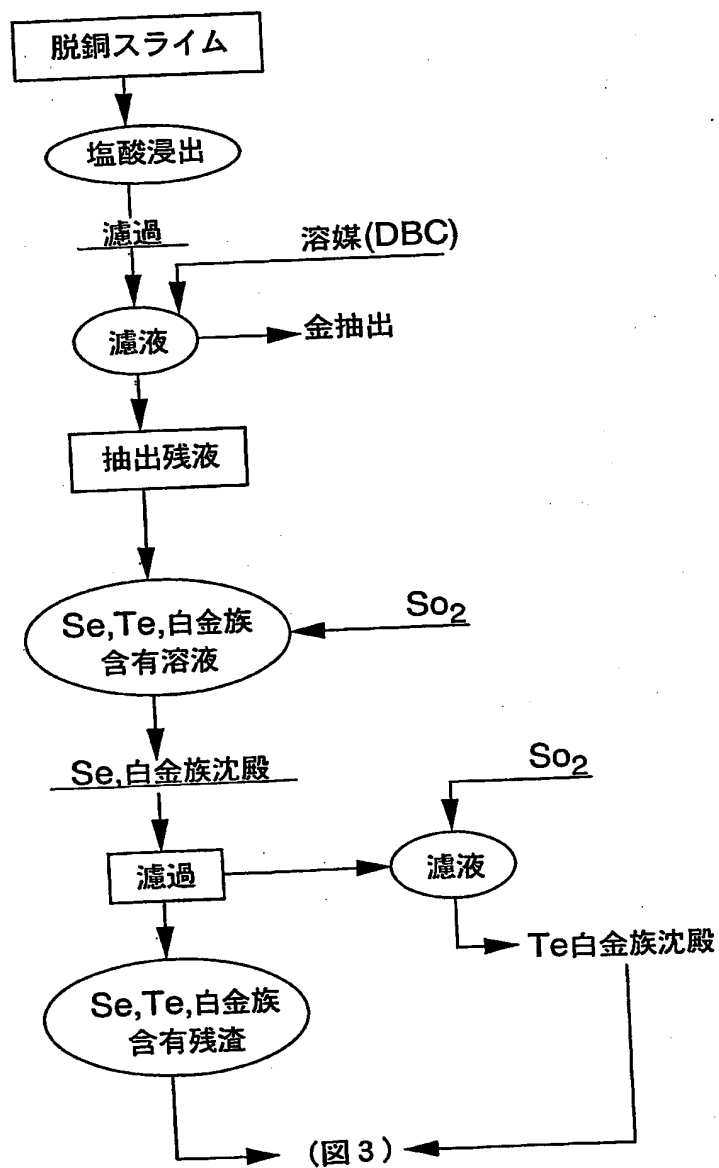 脱銅スライム
塩酸浸出
濾過
溶媒(DBC)
濾液
金抽出
抽出残液
So2
Se,Te,白金族
含有溶液
Se,白金族沈殿
So2
濾過
濾液
Te白金族沈殿
Se,Te,白金族
含有残渣
(図3)